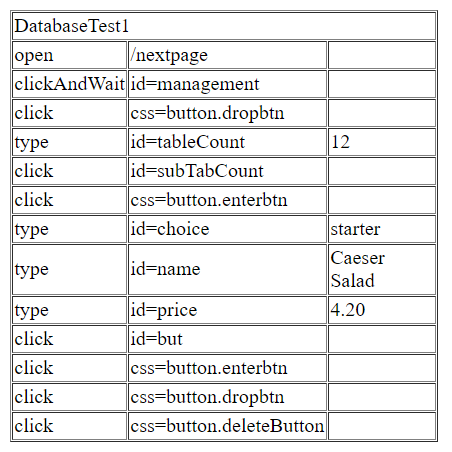 DatabaseTest1
open /nextpage
clickAndWait id=management
click css=button.dropbtn
type id=tableCount 12
click id=subTabCount
click css=button.enterbtn
type id=choice starter
type id=name Caeser
Salad
type id=price 4.20
click id=but
click css=button.enterbtn
click css=button.dropbtn
click css=button.deleteButton